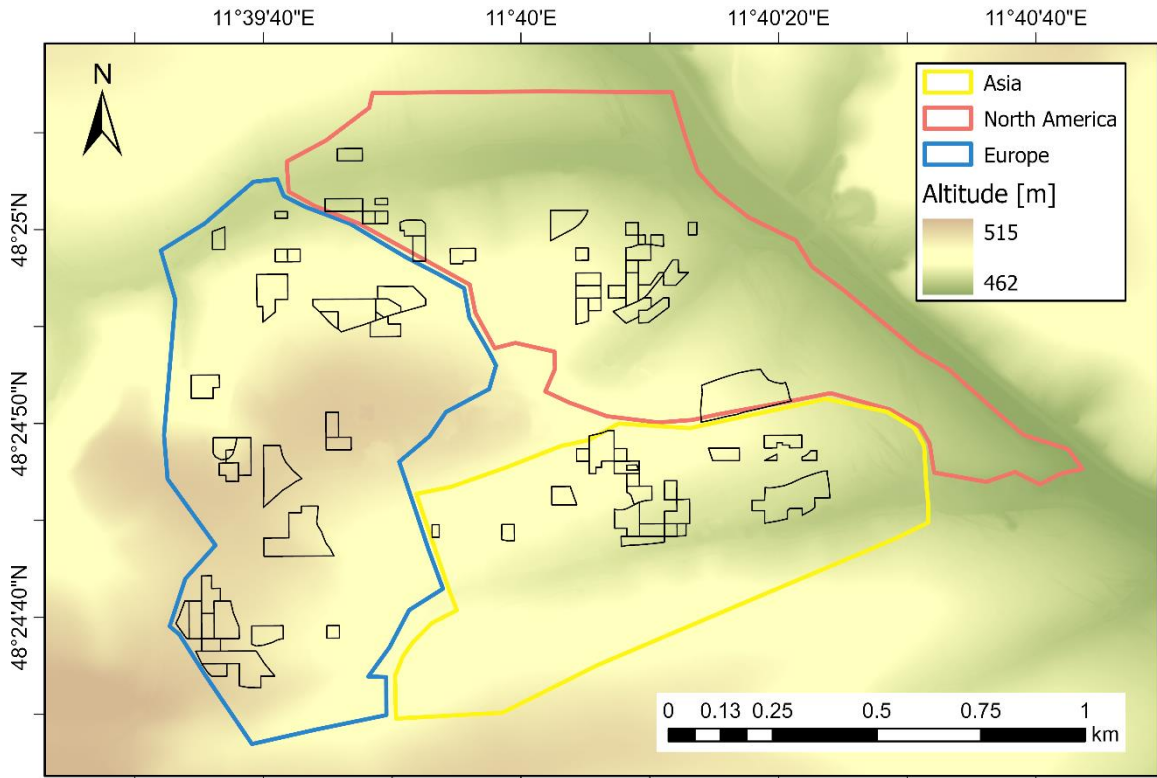 11°39'40"E
11°40'E
11°40'20"E
11°40'40"E
N
Asia
North America
Europe
Altitude [m]
515
462
48°25'N
48°24'50"N
48°24'40"N
0 0.13 0.25 0.5 0.75 1
km